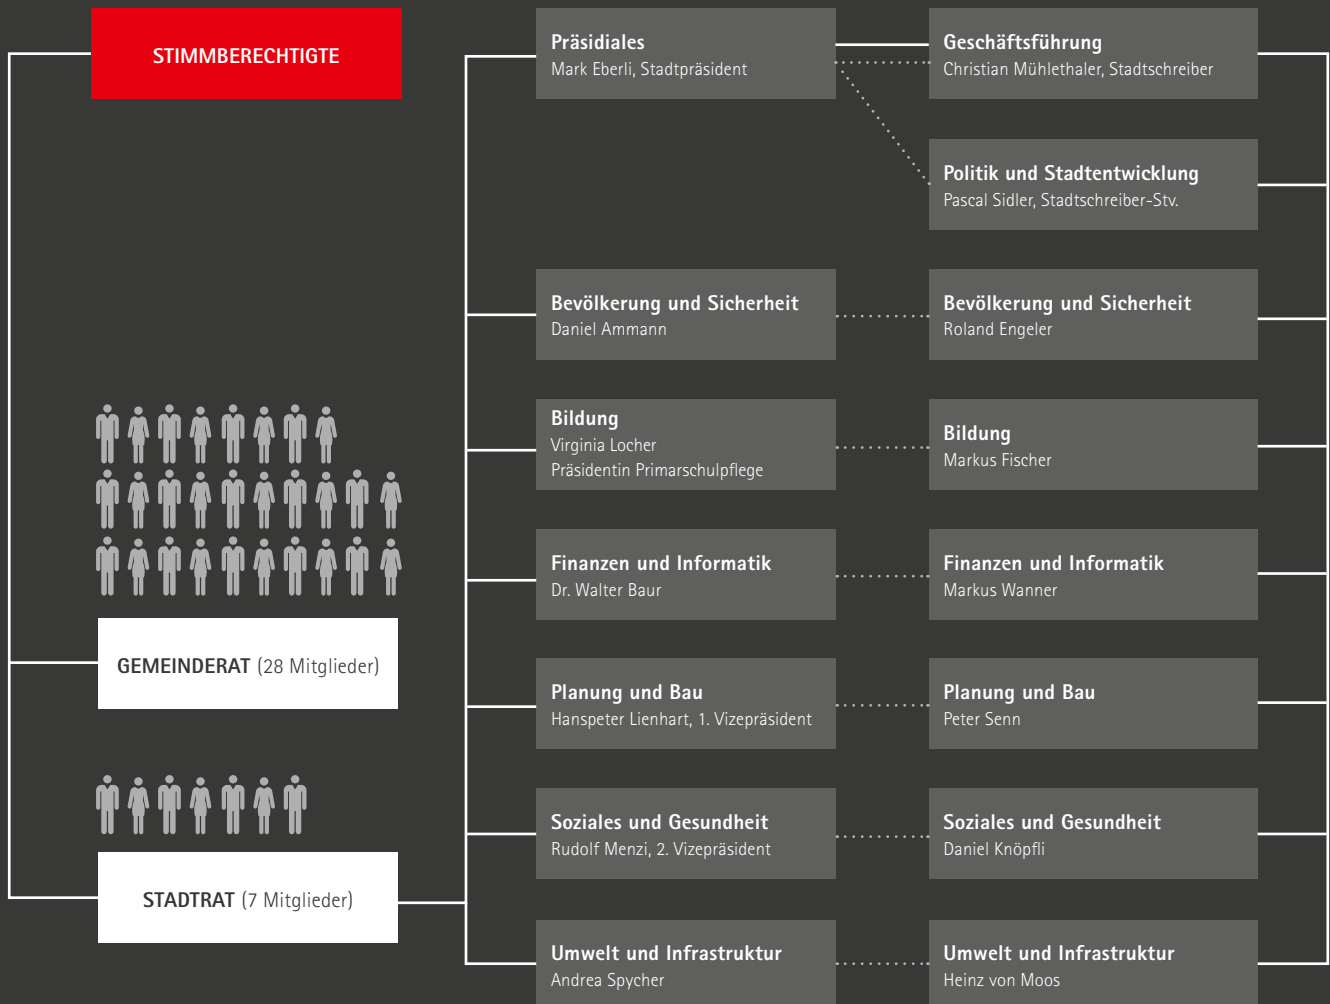 STIMMBERECHTIGTE
GEMEINDERAT (28 Mitglieder)
STADTRAT (7 Mitglieder)
Präsidiales
Mark Eberli, Stadtpräsident
Bevölkerung und Sicherheit
Daniel Ammann
Bildung
Virginia Locher
Präsidentin Primarschulpflege
Finanzen und Informatik
Dr. Walter Baur
Planung und Bau
Hanspeter Lienhart, 1. Vizepräsident
Soziales und Gesundheit
Rudolf Menzi, 2. Vizepräsident
Umwelt und Infrastruktur
Andrea Spycher
Geschäftsführung
Christian Mühlethaler, Stadtschreiber
Politik und Stadtentwicklung
Pascal Sidler, Stadtschreiber-Stv.
Bevölkerung und Sicherheit
Roland Engeler
Bildung
Markus Fischer
Finanzen und Informatik
Markus Wanner
Planung und Bau
Peter Senn
Soziales und Gesundheit
Daniel Knöpfli
Umwelt und Infrastruktur
Heinz von Moos